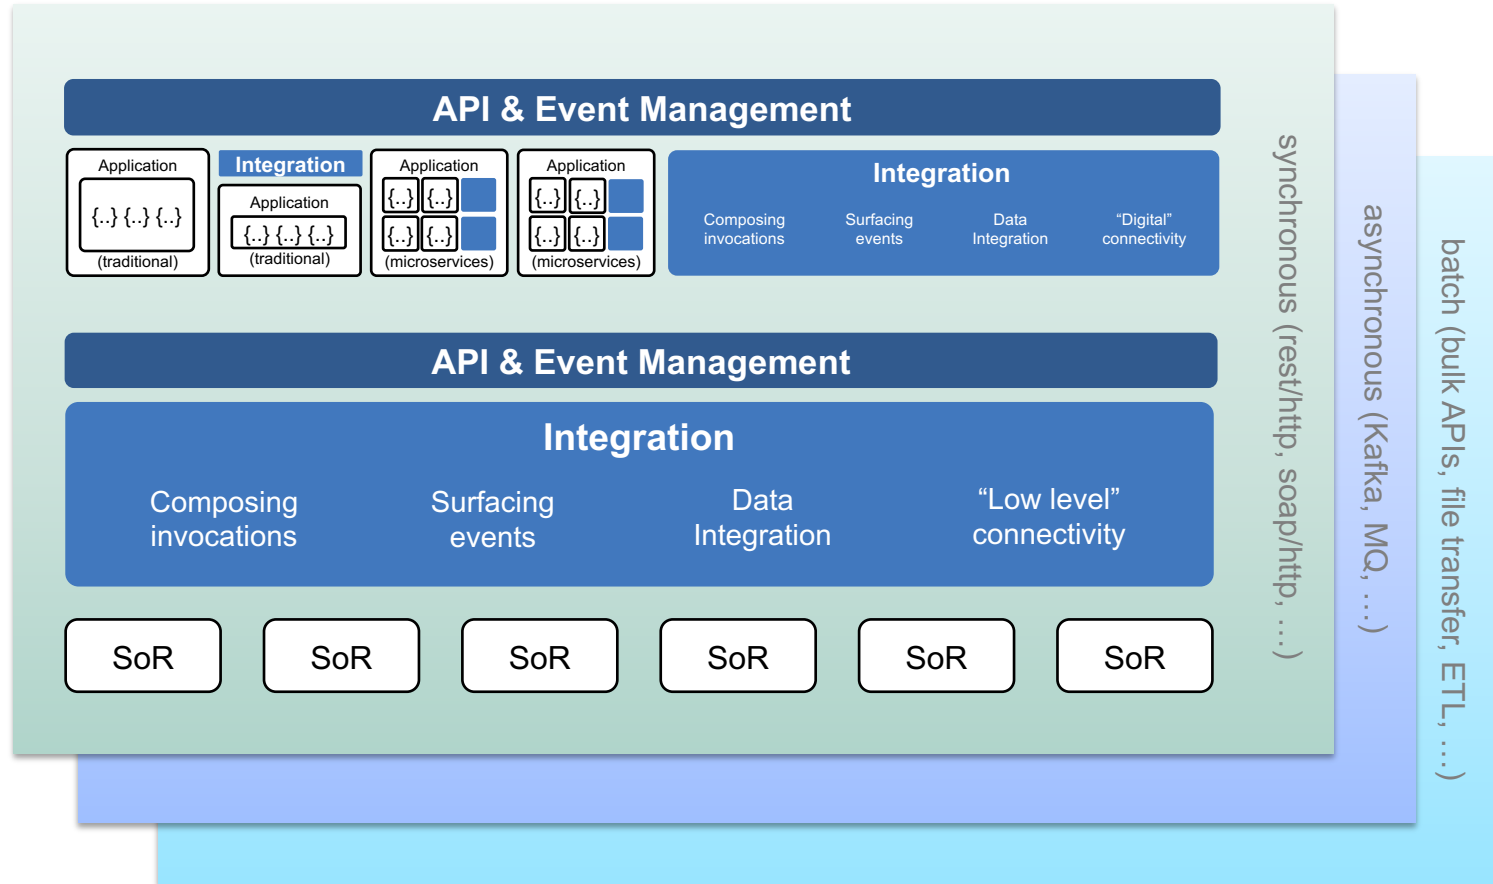 API & Event Management
Application
{..} {..} {..}
(traditional)
Integration
Application
{..} {..} {..}
(traditional)
Application
{..} {..}
{..} {..}
(microservices)
Application
{..} {..}
{..} {..}
(microservices)
Integration
Composing
invocations
Surfacing
events
Data
Integration
“Digital”
connectivity
API & Event Management
Integration
Composing
invocations
Surfacing
events
Data
Integration
“Low level”
connectivity
SoR
SoR
SoR
SoR
SoR
SoR
synchronous (rest/http, soap/http, …)
asynchronous (Kafka, MQ, …)
batch (bulk APIs, file transfer, ETL, …)